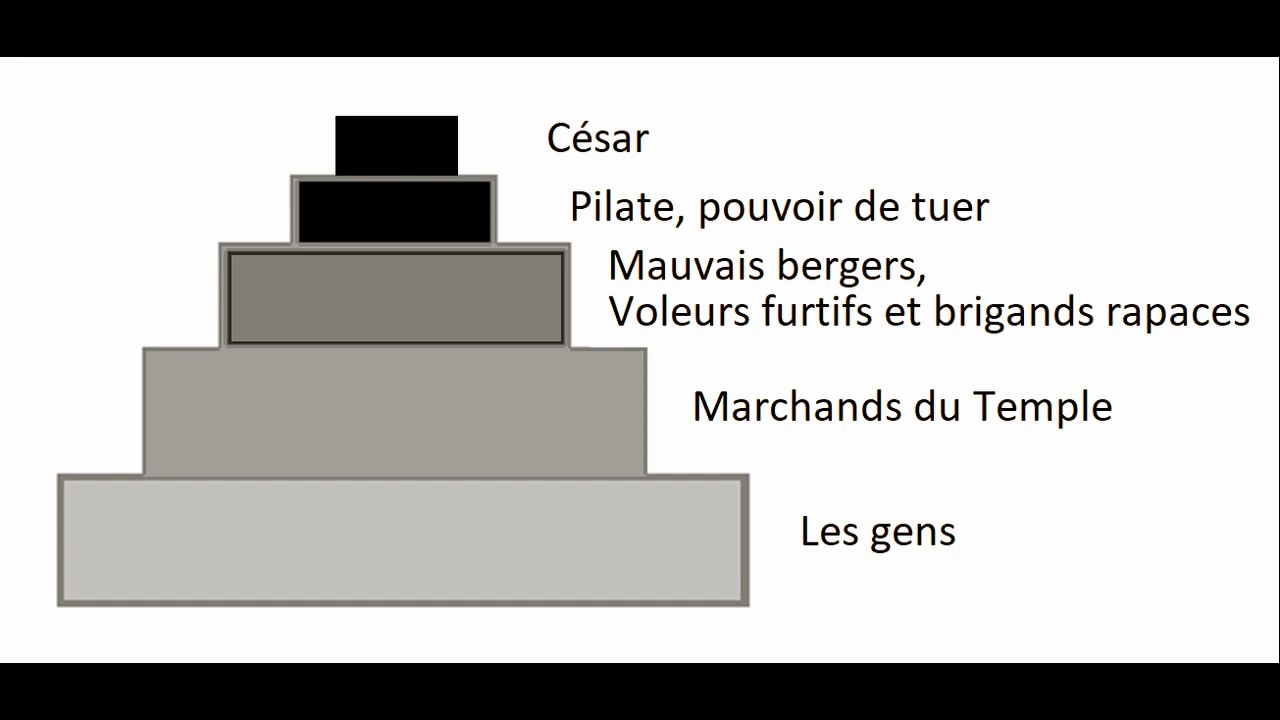 César
Pilate, pouvoir de tuer
Mauvais bergers,
Voleurs furtifs et brigands rapaces
Marchands du Temple
Les gens